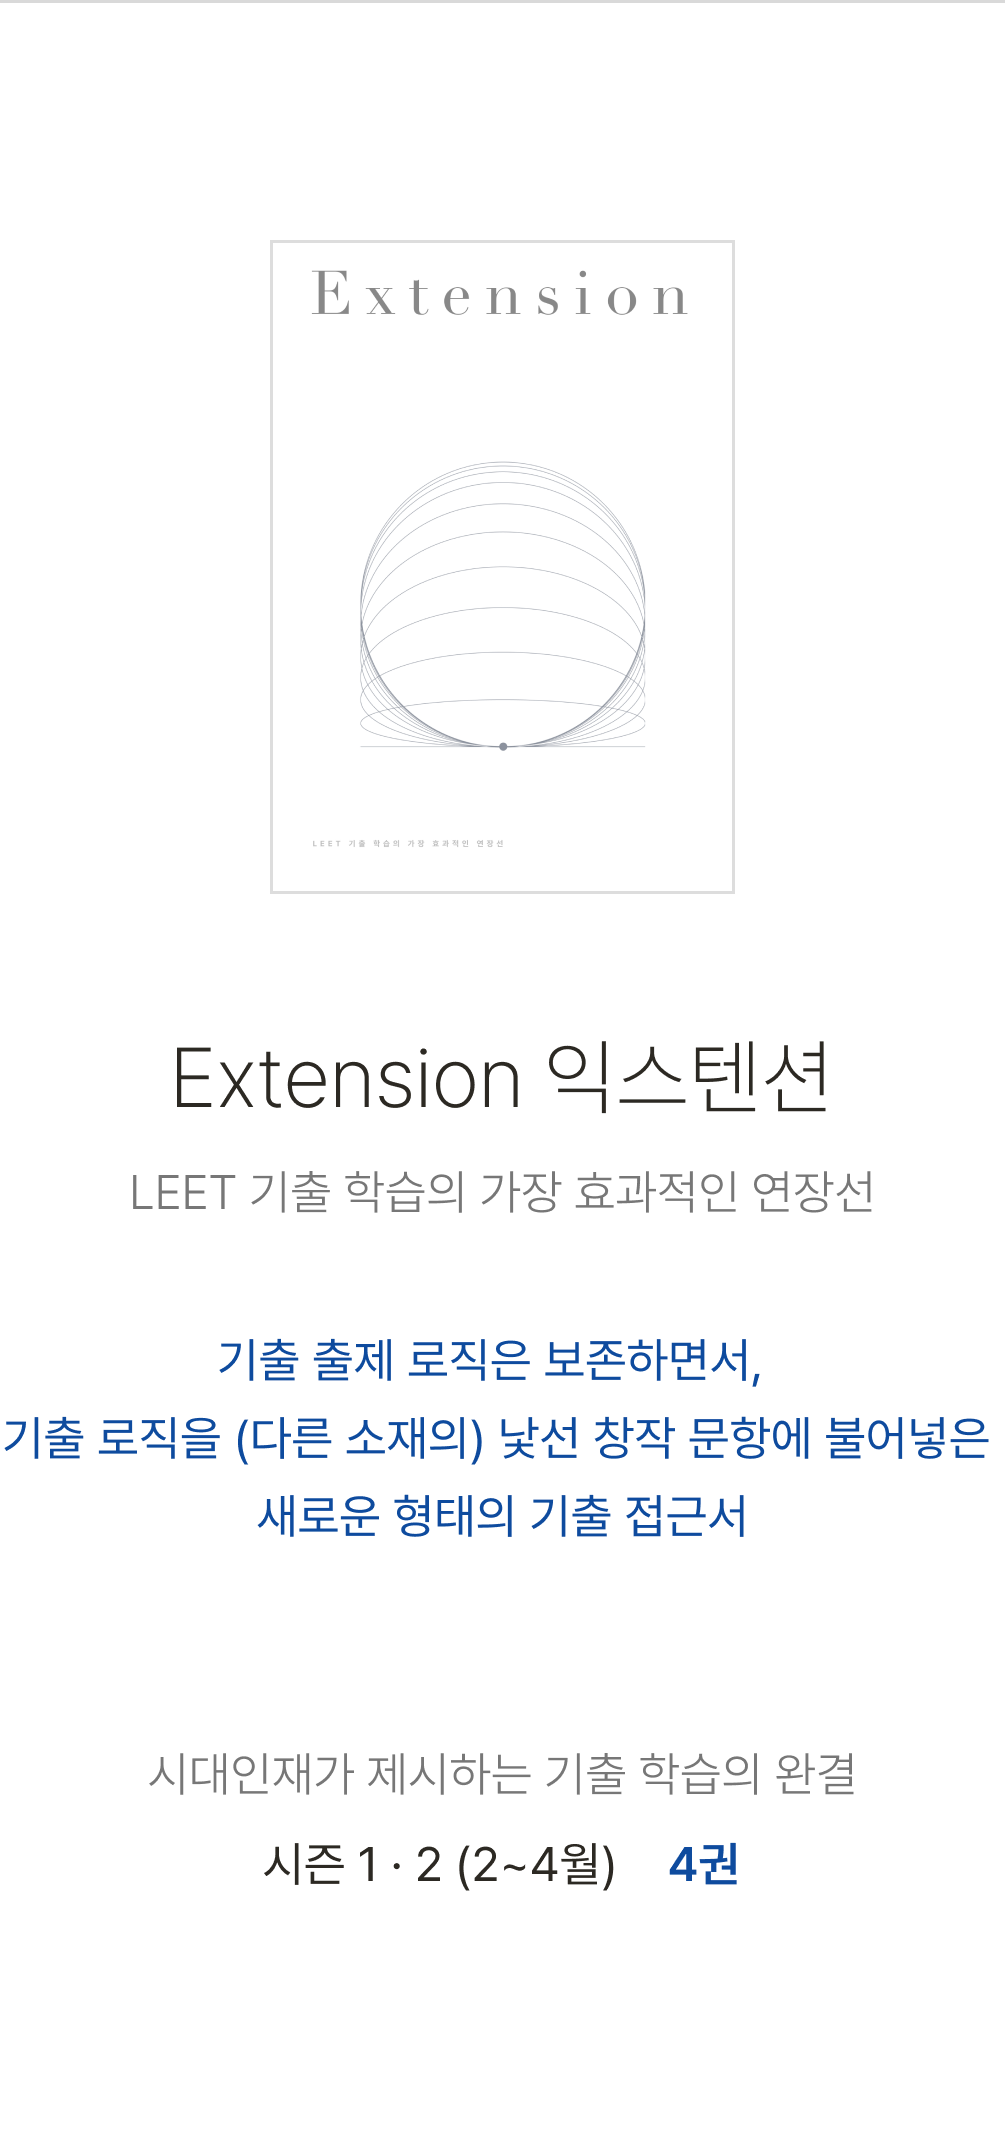 Extension
LEET 기출 학습의 가장 효과적인 연장선
Extension 익스텐션
LEET 기출 학습의 가장 효과적인 연장선
기출 출제 로직은 보존하면서,
기출 로직을 (다른 소재의) 낯선 창작 문항에 불어넣은
새로운 형태의 기출 접근서
시대인재가 제시하는 기출 학습의 완결
시즌 1 · 2 (2~4월) 4권